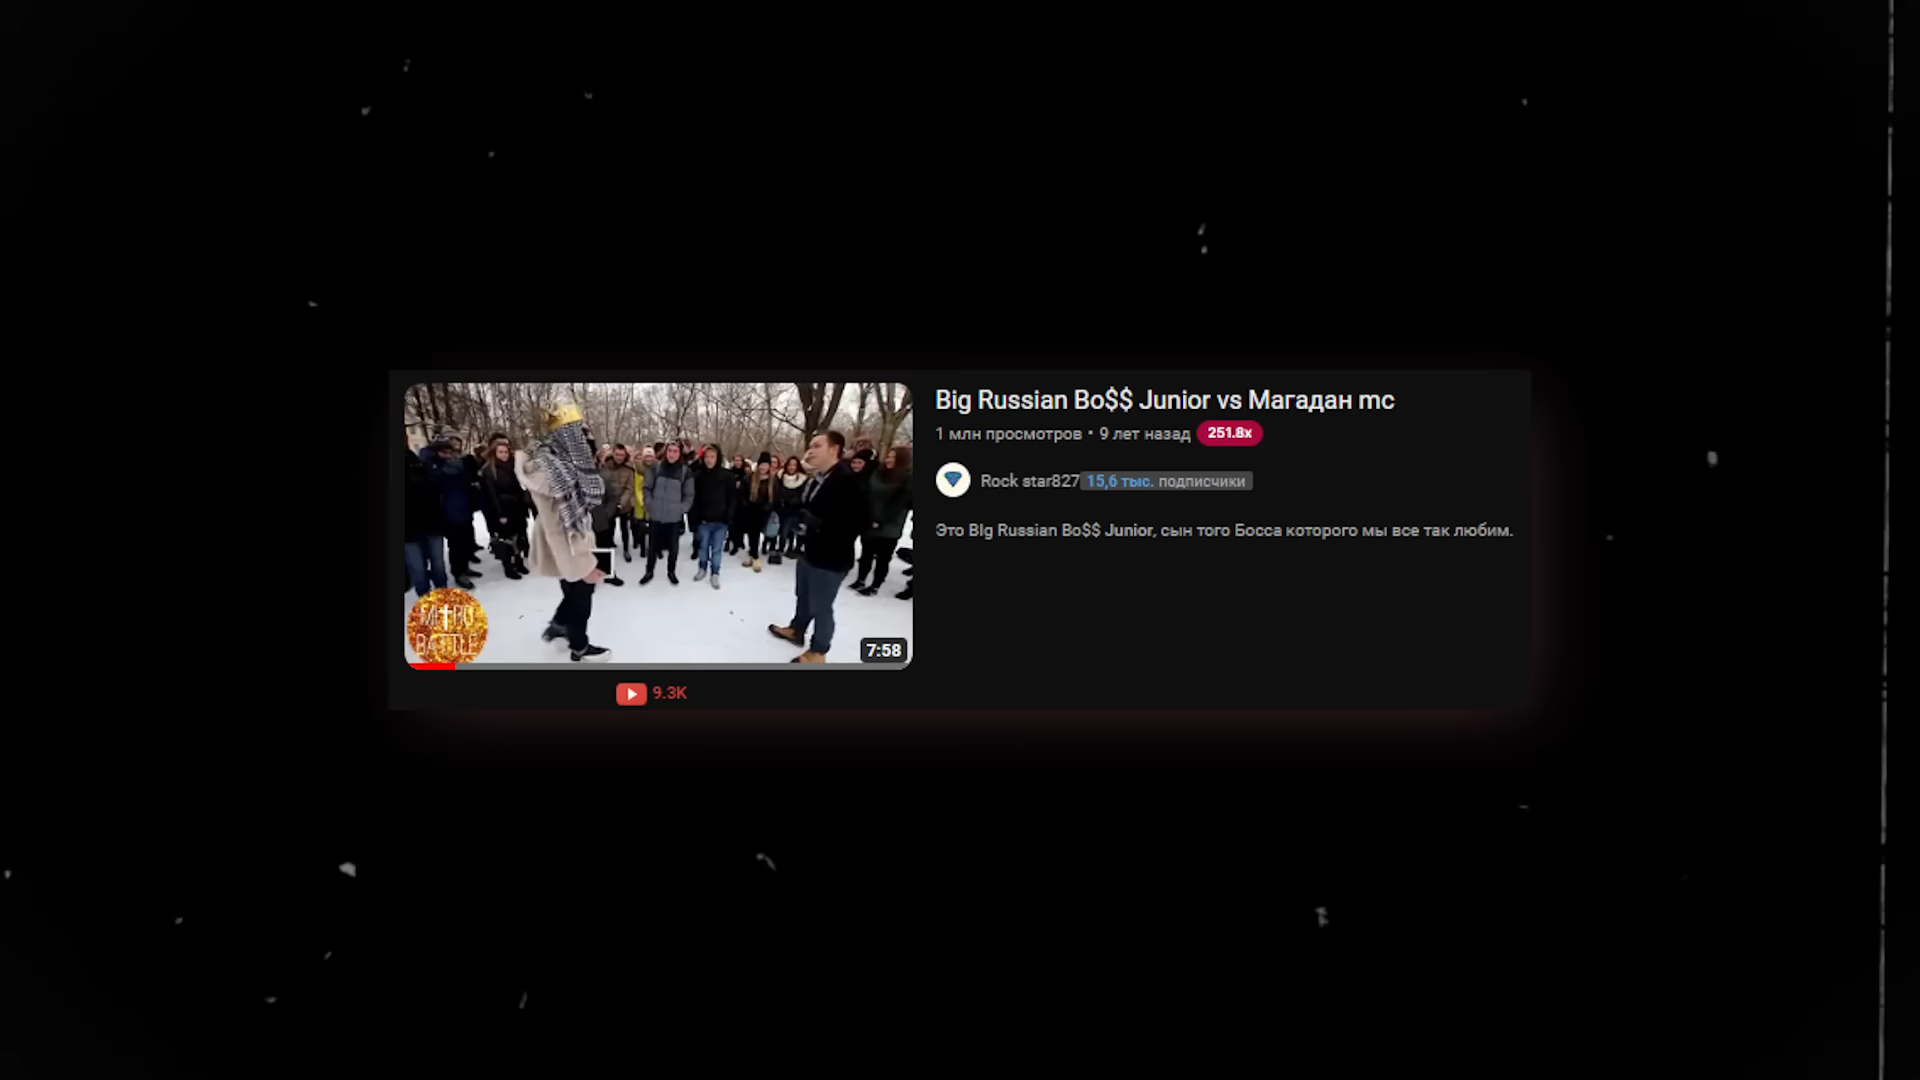 Big Russian Bo$$ Junior vs Магадан mc
1 млн просмотров • 9 лет назад 251.8x
Rock star827 15,6 тыс. подписчики
Это BIg Russian Bo$$ Junior, сын того Босса которого мы все так любим.
METRO
BATTLE
7:58
9.3K